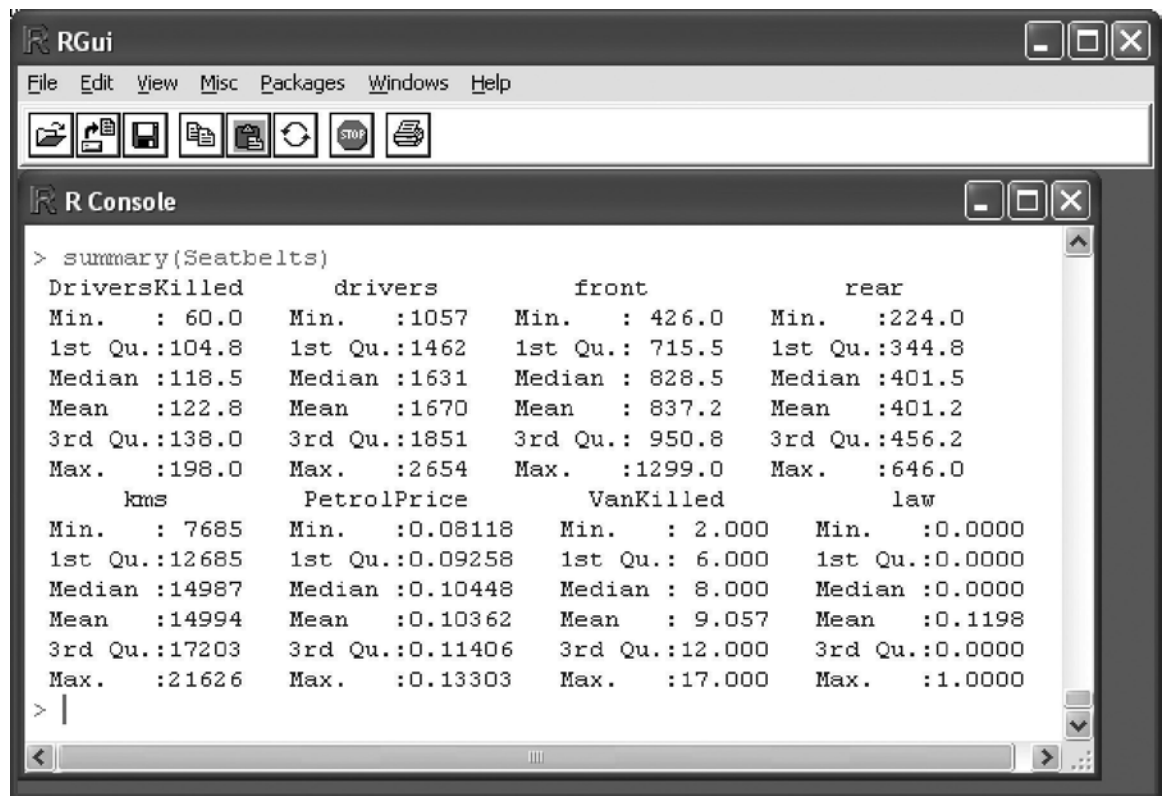 RGui
File Edit View Misc Packages Windows Help
STOP
R Console
> summary(Seatbelts)
DriversKilled drivers front rear
Min. : 60.0 Min. :1057 Min. : 426.0 Min. :224.0
1st Qu.:104.8 1st Qu.:1462 1st Qu.: 715.5 1st Qu.:344.8
Median :118.5 Median :1631 Median : 828.5 Median :401.5
Mean :122.8 Mean :1670 Mean : 837.2 Mean :401.2
3rd Qu.:138.0 3rd Qu.:1851 3rd Qu.: 950.8 3rd Qu.:456.2
Max. :198.0 Max. :2654 Max. :1299.0 Max. :646.0
kms PetrolPrice VanKilled law
Min. : 7685 Min. :0.08118 Min. : 2.000 Min. :0.0000
1st Qu.:12685 1st Qu.:0.09258 1st Qu.: 6.000 1st Qu.:0.0000
Median :14987 Median :0.10448 Median : 8.000 Median :0.0000
Mean :14994 Mean :0.10362 Mean : 9.057 Mean :0.1198
3rd Qu.:17203 3rd Qu.:0.11406 3rd Qu.:12.000 3rd Qu.:0.0000
Max. :21626 Max. :0.13303 Max. :17.000 Max. :1.0000
>